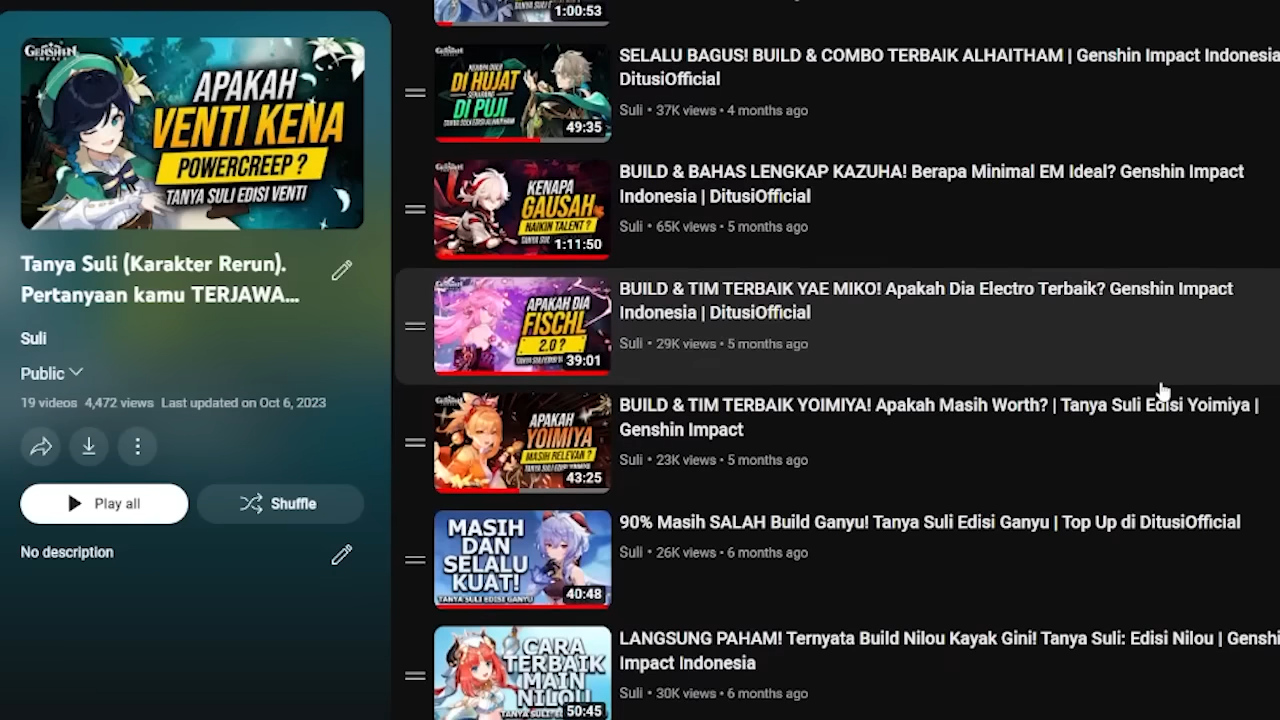 GENSHIN
IMPACT
APAKAH
VENTI KENA
POWERCREEP ?
TANYA SULI EDISI VENTI
Tanya Suli (Karakter Rerun).
Pertanyaan kamu TERJAWA...
Suli
Public
19 videos 4,472 views Last updated on Oct 6, 2023
Play all
Shuffle
No description
1:00:53
DI HUJAT
DI PUJI
TANYA SULI EDISI ALHAITHAM
49:35
SELALU BAGUS! BUILD & COMBO TERBAIK ALHAITHAM | Genshin Impact Indonesia
DitusiOfficial
Suli • 37K views • 4 months ago
KENAPA
GAUSAH
NAIKIN TALENT ?
1:11:50
BUILD & BAHAS LENGKAP KAZUHA! Berapa Minimal EM Ideal? Genshin Impact
Indonesia | DitusiOfficial
Suli • 65K views • 5 months ago
APAKAH DIA
FISCHL
2.0 ?
39:01
BUILD & TIM TERBAIK YAE MIKO! Apakah Dia Electro Terbaik? Genshin Impact
Indonesia | DitusiOfficial
Suli • 29K views • 5 months ago
APAKAH
YOIMIYA
MASIH RELEVAN ?
43:25
BUILD & TIM TERBAIK YOIMIYA! Apakah Masih Worth? | Tanya Suli Edisi Yoimiya |
Genshin Impact
Suli • 23K views • 5 months ago
MASIH
DAN
SELALU
KUAT!
TANYA SULI EDISI GANYU
40:48
90% Masih SALAH Build Ganyu! Tanya Suli Edisi Ganyu | Top Up di DitusiOfficial
Suli • 26K views • 6 months ago
CARA
TERBAIK
MAIN
NILOU
50:45
LANGSUNG PAHAM! Ternyata Build Nilou Kayak Gini! Tanya Suli: Edisi Nilou | Genshi
Impact Indonesia
Suli • 30K views • 6 months ago